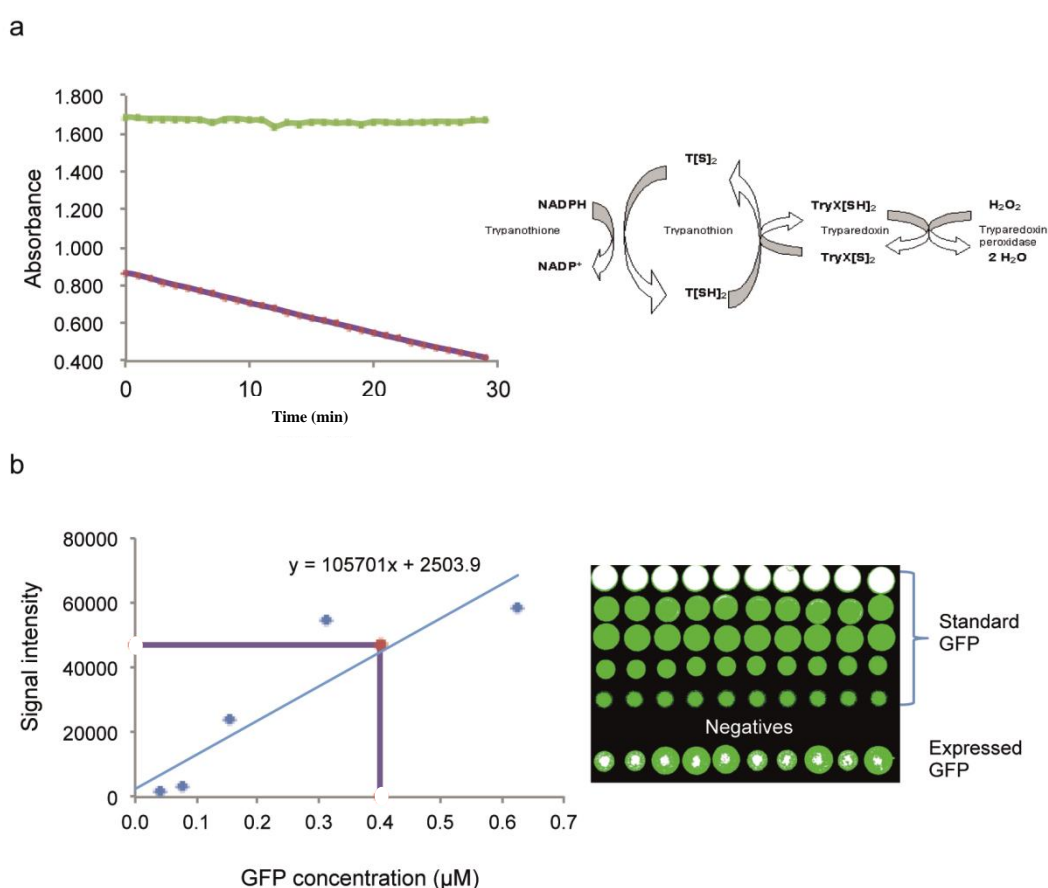 a
1.800
1.600
1.400
1.200
1.000
0.800
0.600
0.400
Absorbance
0
10
20
30
Time (min)
T[S]2
NADPH
Trypanothione
NADP+
Trypanothion
T[SH]2
TryX[SH]2
Tryparedoxin
TryX[S]2
H2O2
Tryparedoxin
peroxidase
2 H2O
b
80000
60000
40000
20000
0
Signal intensity
y = 105701x + 2503.9
0.0
0.1
0.2
0.3
0.4
0.5
0.6
0.7
GFP concentration (µM)
Standard
GFP
Negatives
Expressed
GFP